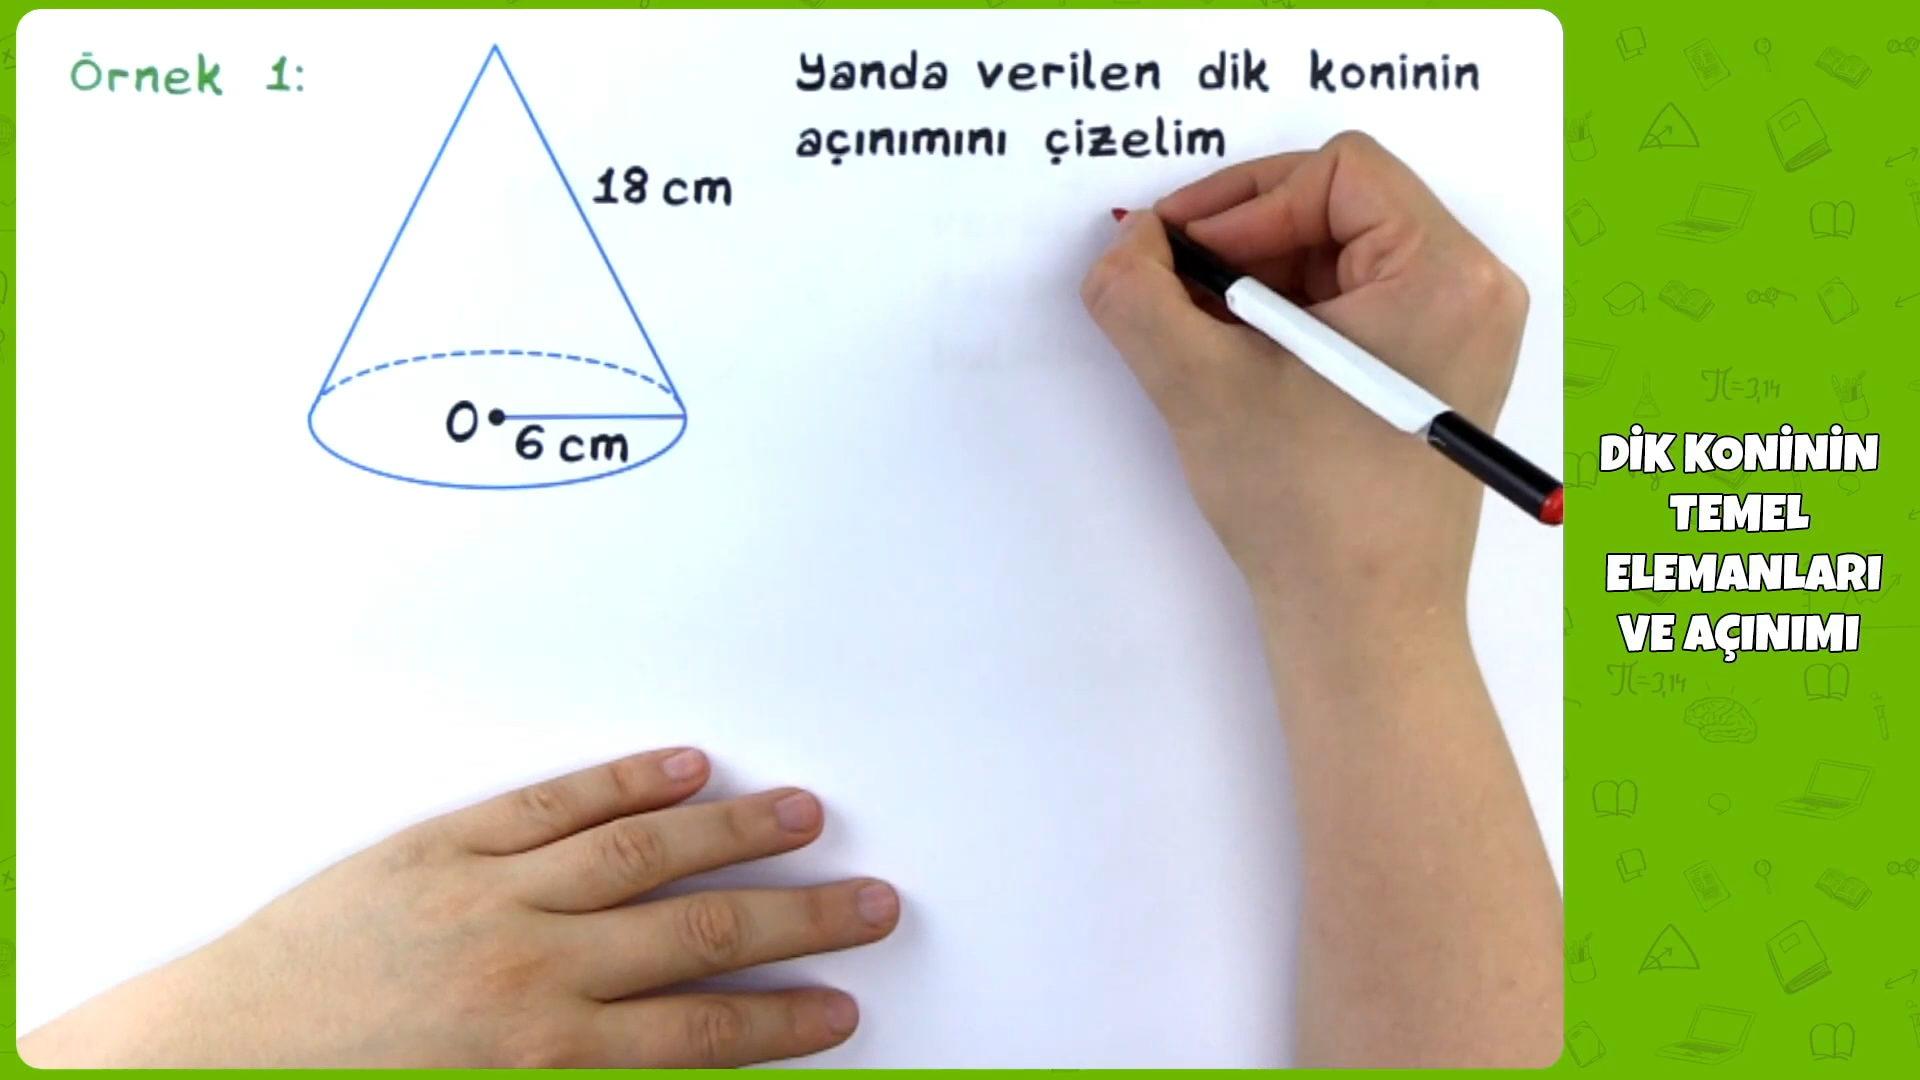 Örnek 1:
Yanda verilen dik koninin
açınımını çizelim
18 cm
O
6 cm
DİK KONİNİN
TEMEL
ELEMANLARI
VE AÇINIMI
π=3,14
π=3,14